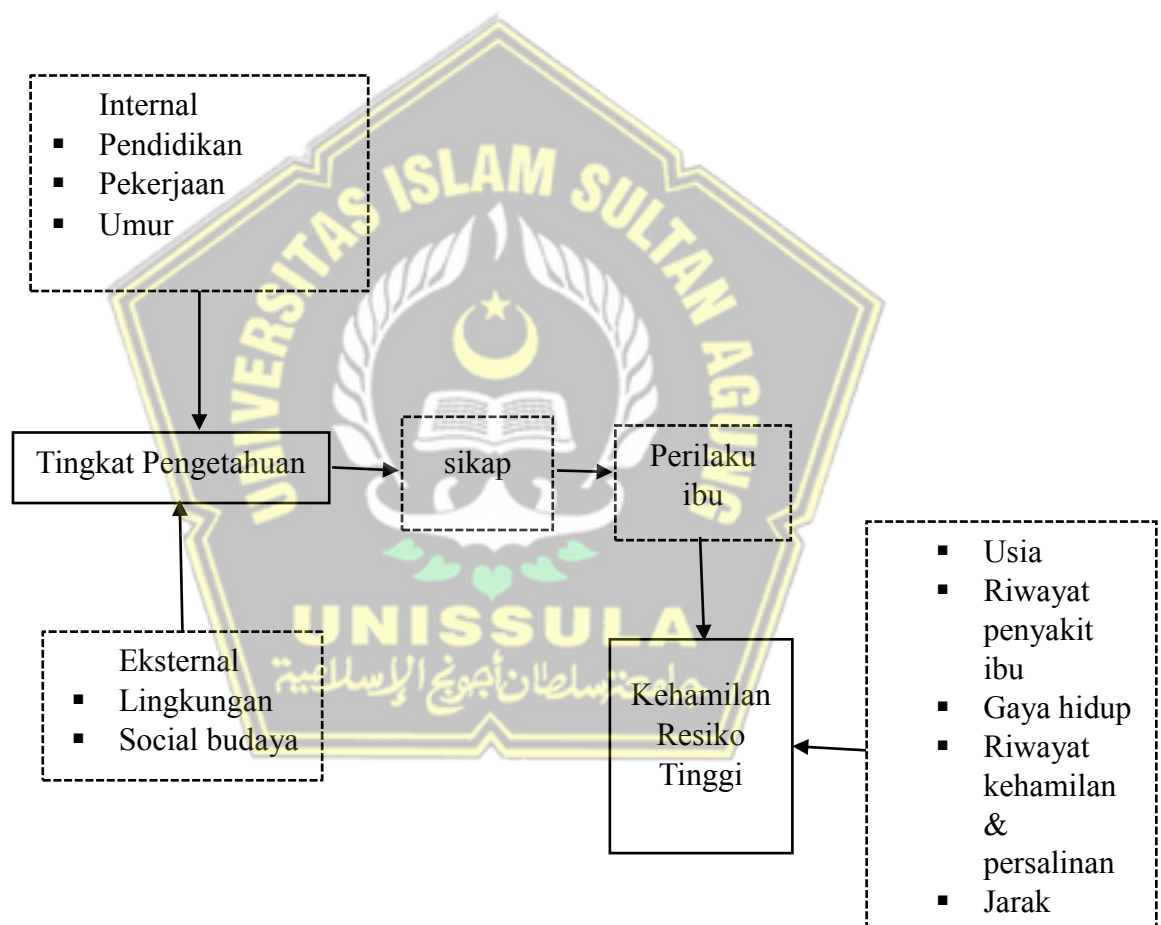 Internal
▪ Pendidikan
▪ Pekerjaan
▪ Umur
UNIVERSITAS ISLAM SULTAN AGUNG
Tingkat Pengetahuan
sikap
Perilaku
ibu
Eksternal
▪ Lingkungan
▪ Social budaya
UNISSULA
جامعة سلطان أجونج الإسلامية
Kehamilan
Resiko
Tinggi
▪ Usia
▪ Riwayat
penyakit
ibu
▪ Gaya hidup
▪ Riwayat
kehamilan
&
persalinan
▪ Jarak